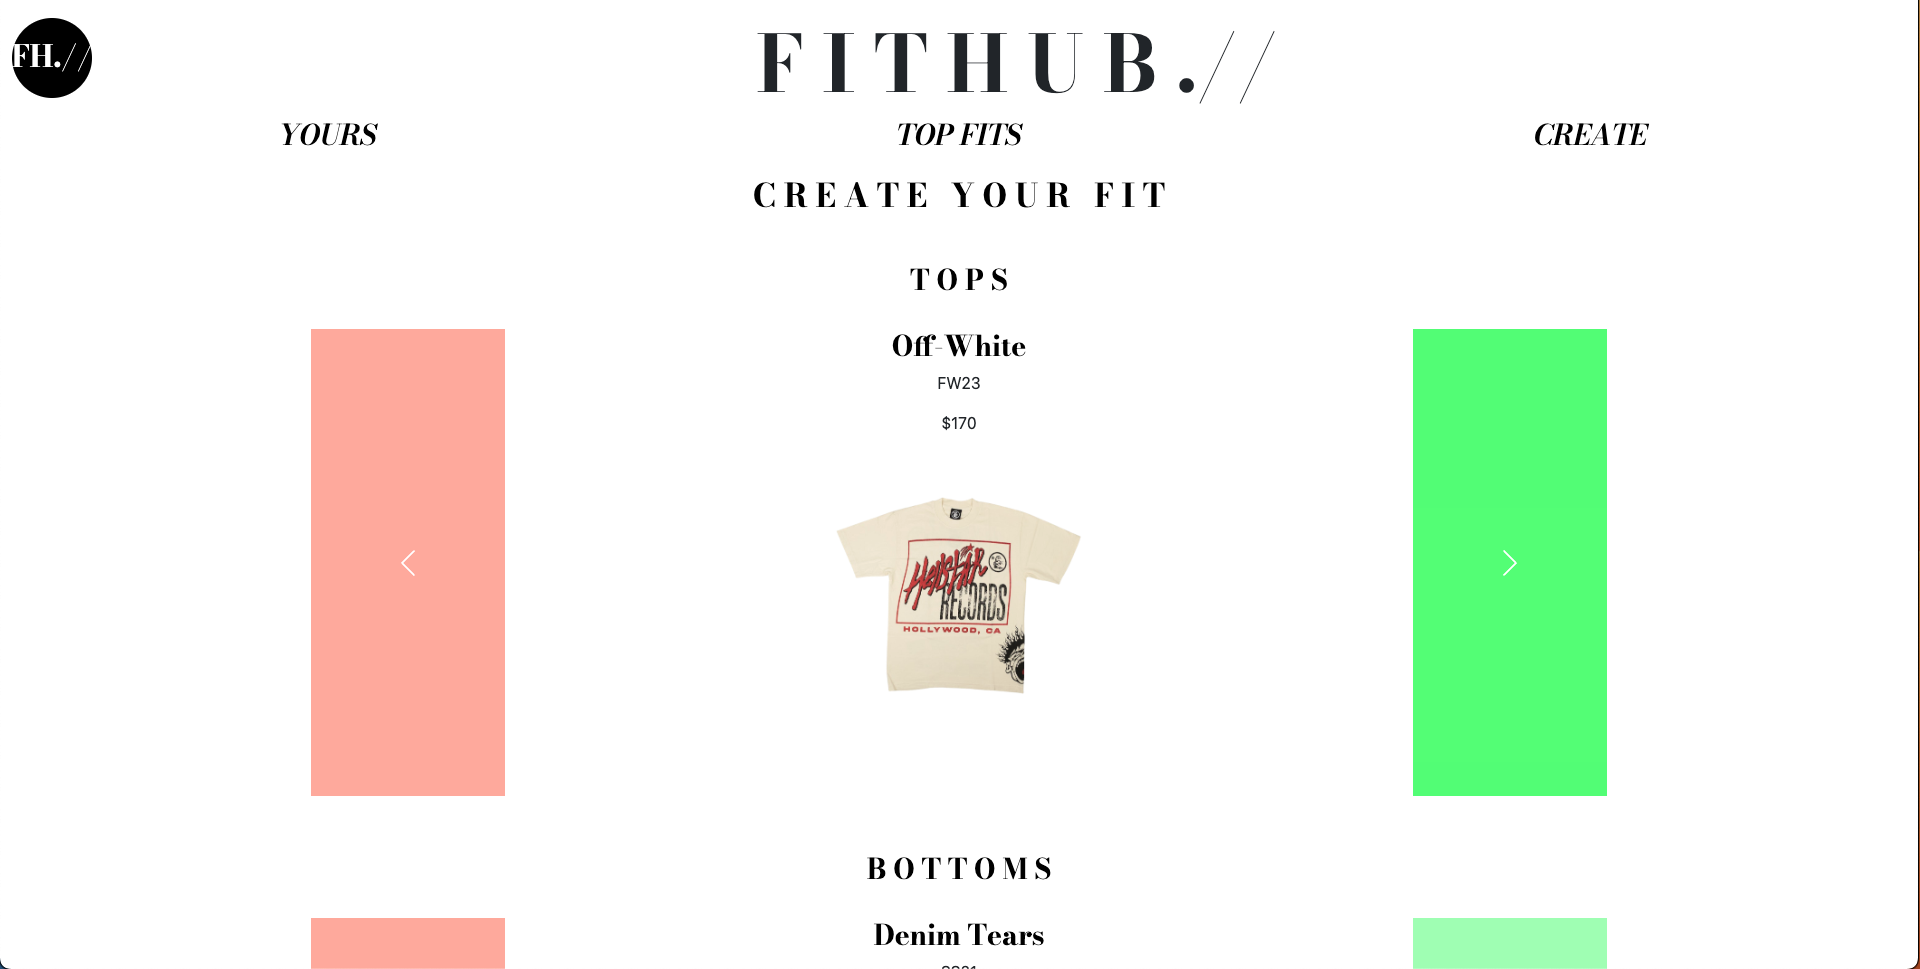 FH.//
FITHUB.//
YOURS
TOP FITS
CREATE
CREATE YOUR FIT
TOPS
Off-White
FW23
$170
Hellstar
RECORDS
HOLLYWOOD, CA
BOTTOMS
Denim Tears